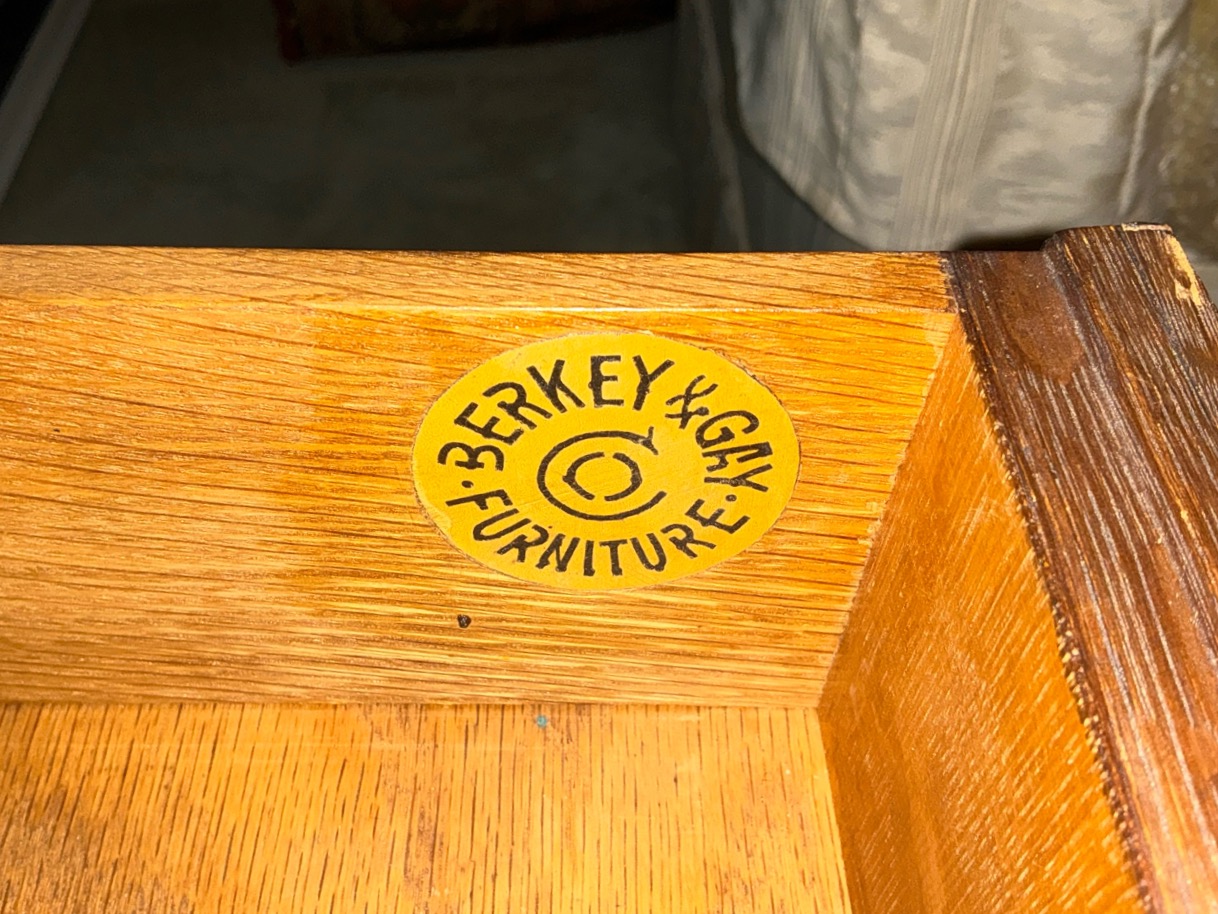 BERKEY & GAY
· FURNITURE ·